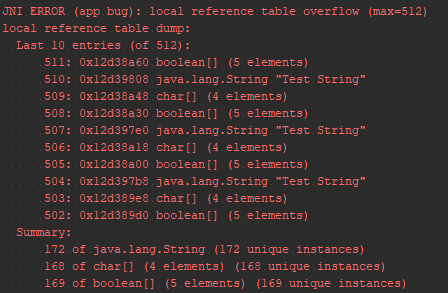 JNI ERROR (app bug): local reference table overflow (max=512)
local reference table dump:
Last 10 entries (of 512):
511: 0x12d38a60 boolean[] (5 elements)
510: 0x12d39808 java.lang.String "Test String"
509: 0x12d38a48 char[] (4 elements)
508: 0x12d38a30 boolean[] (5 elements)
507: 0x12d397e0 java.lang.String "Test String"
506: 0x12d38a18 char[] (4 elements)
505: 0x12d38a00 boolean[] (5 elements)
504: 0x12d397b8 java.lang.String "Test String"
503: 0x12d389e8 char[] (4 elements)
502: 0x12d389d0 boolean[] (5 elements)
Summary:
172 of java.lang.String (172 unique instances)
168 of char[] (4 elements) (168 unique instances)
169 of boolean[] (5 elements) (169 unique instances)